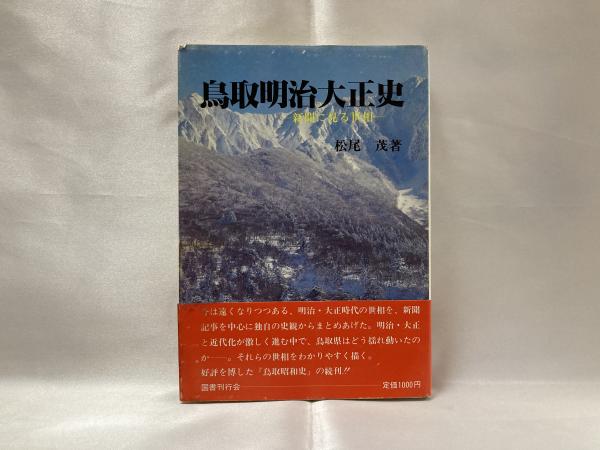 鳥取明治大正史
―新聞に見る世相―
松尾 茂著
今は遠くなりつつある、明治・大正時代の世相を、新聞
記事を中心に独自の史観からまとめあげた。明治・大正
と近代化が激しく進む中で、鳥取県はどう揺れ動いたの
か――。それらの世相をわかりやすく描く。
好評を博した『鳥取昭和史』の続刊!!
国書刊行会 定価1000円